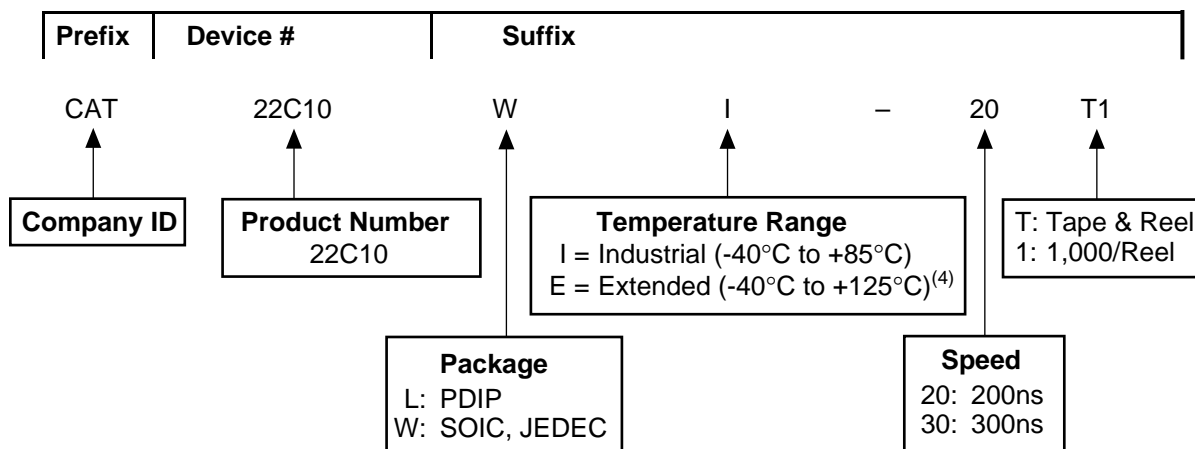 Prefix Device # Suffix
CAT 22C10 W I – 20 T1
Company ID
Product Number
22C10
Temperature Range
I = Industrial (-40°C to +85°C)
E = Extended (-40°C to +125°C)(4)
T: Tape & Reel
1: 1,000/Reel
Package
L: PDIP
W: SOIC, JEDEC
Speed
20: 200ns
30: 300ns